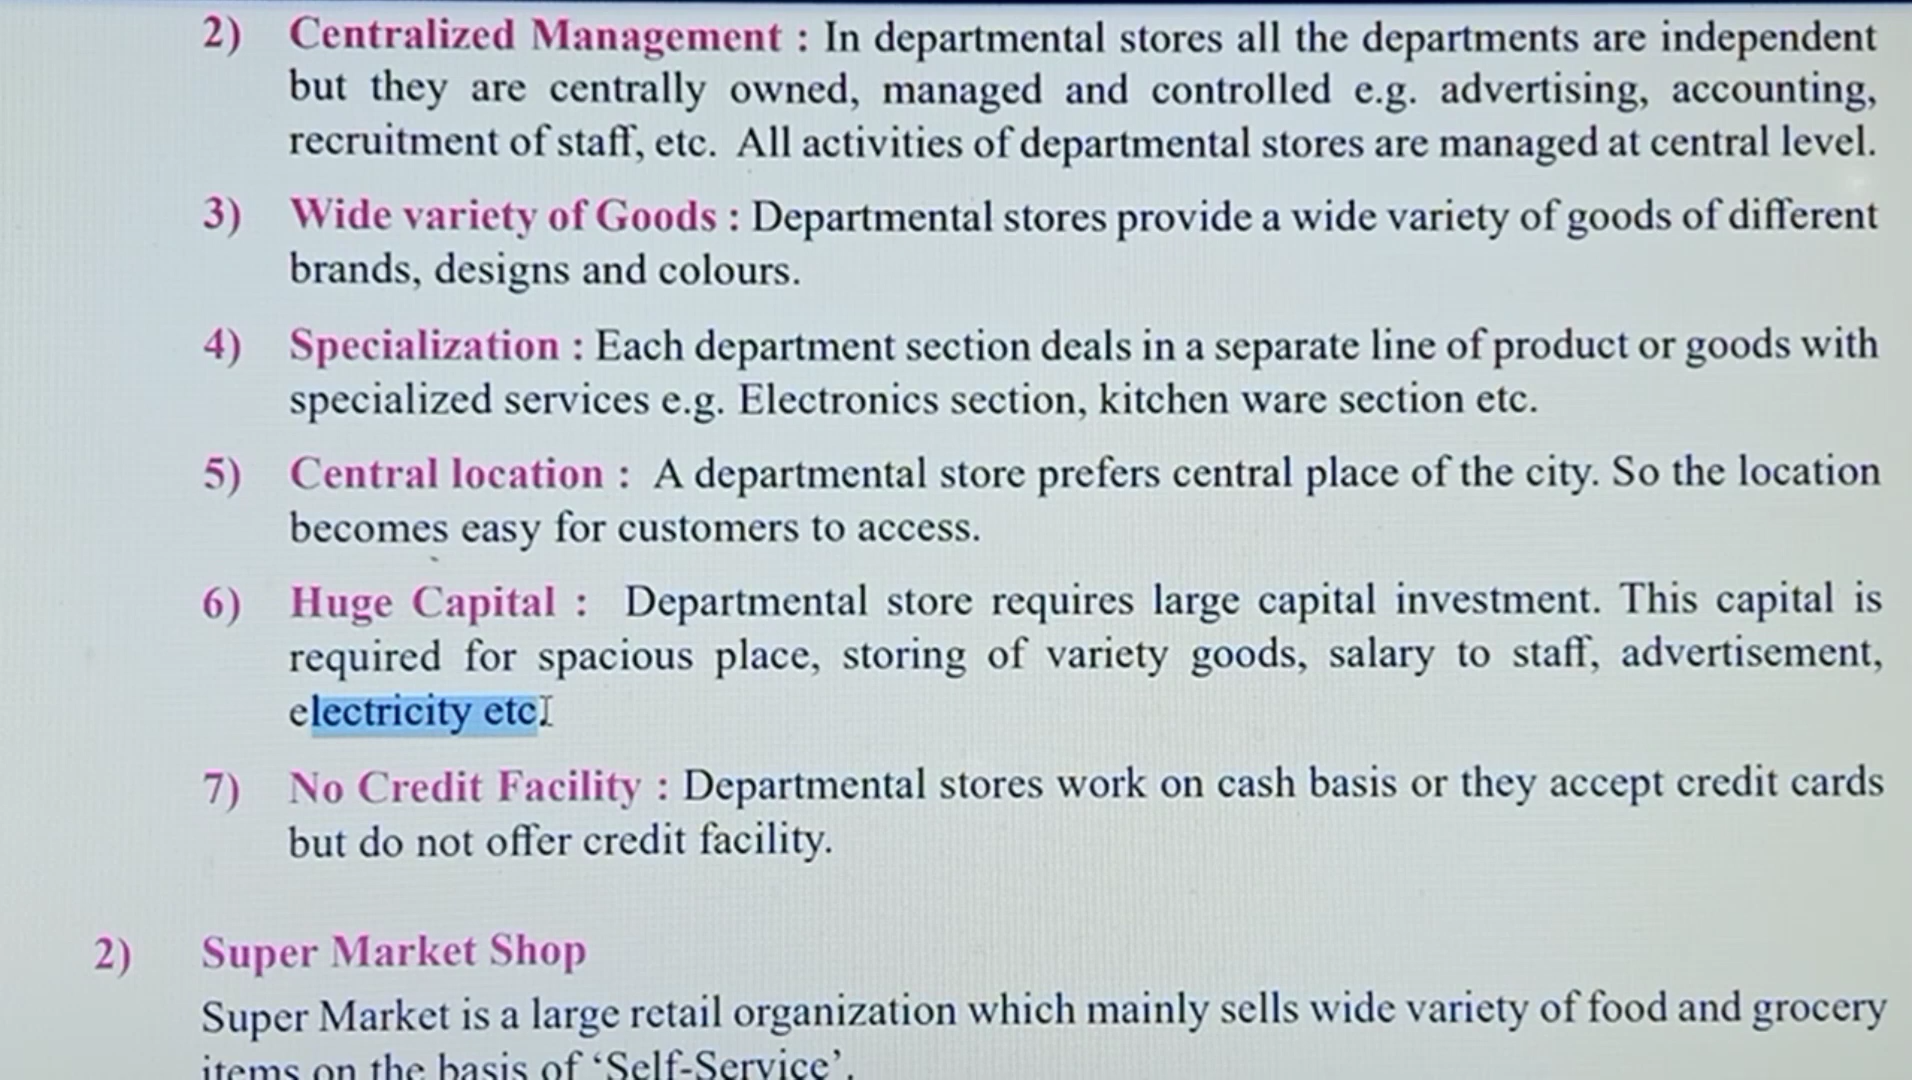 2) Centralized Management : In departmental stores all the departments are independent
but they are centrally owned, managed and controlled e.g. advertising, accounting,
recruitment of staff, etc. All activities of departmental stores are managed at central level.
3) Wide variety of Goods : Departmental stores provide a wide variety of goods of different
brands, designs and colours.
4) Specialization : Each department section deals in a separate line of product or goods with
specialized services e.g. Electronics section, kitchen ware section etc.
5) Central location : A departmental store prefers central place of the city. So the location
becomes easy for customers to access.
6) Huge Capital : Departmental store requires large capital investment. This capital is
required for spacious place, storing of variety goods, salary to staff, advertisement,
electricity etc.
7) No Credit Facility : Departmental stores work on cash basis or they accept credit cards
but do not offer credit facility.
2) Super Market Shop
Super Market is a large retail organization which mainly sells wide variety of food and grocery
items on the basis of ‘Self-Service’.